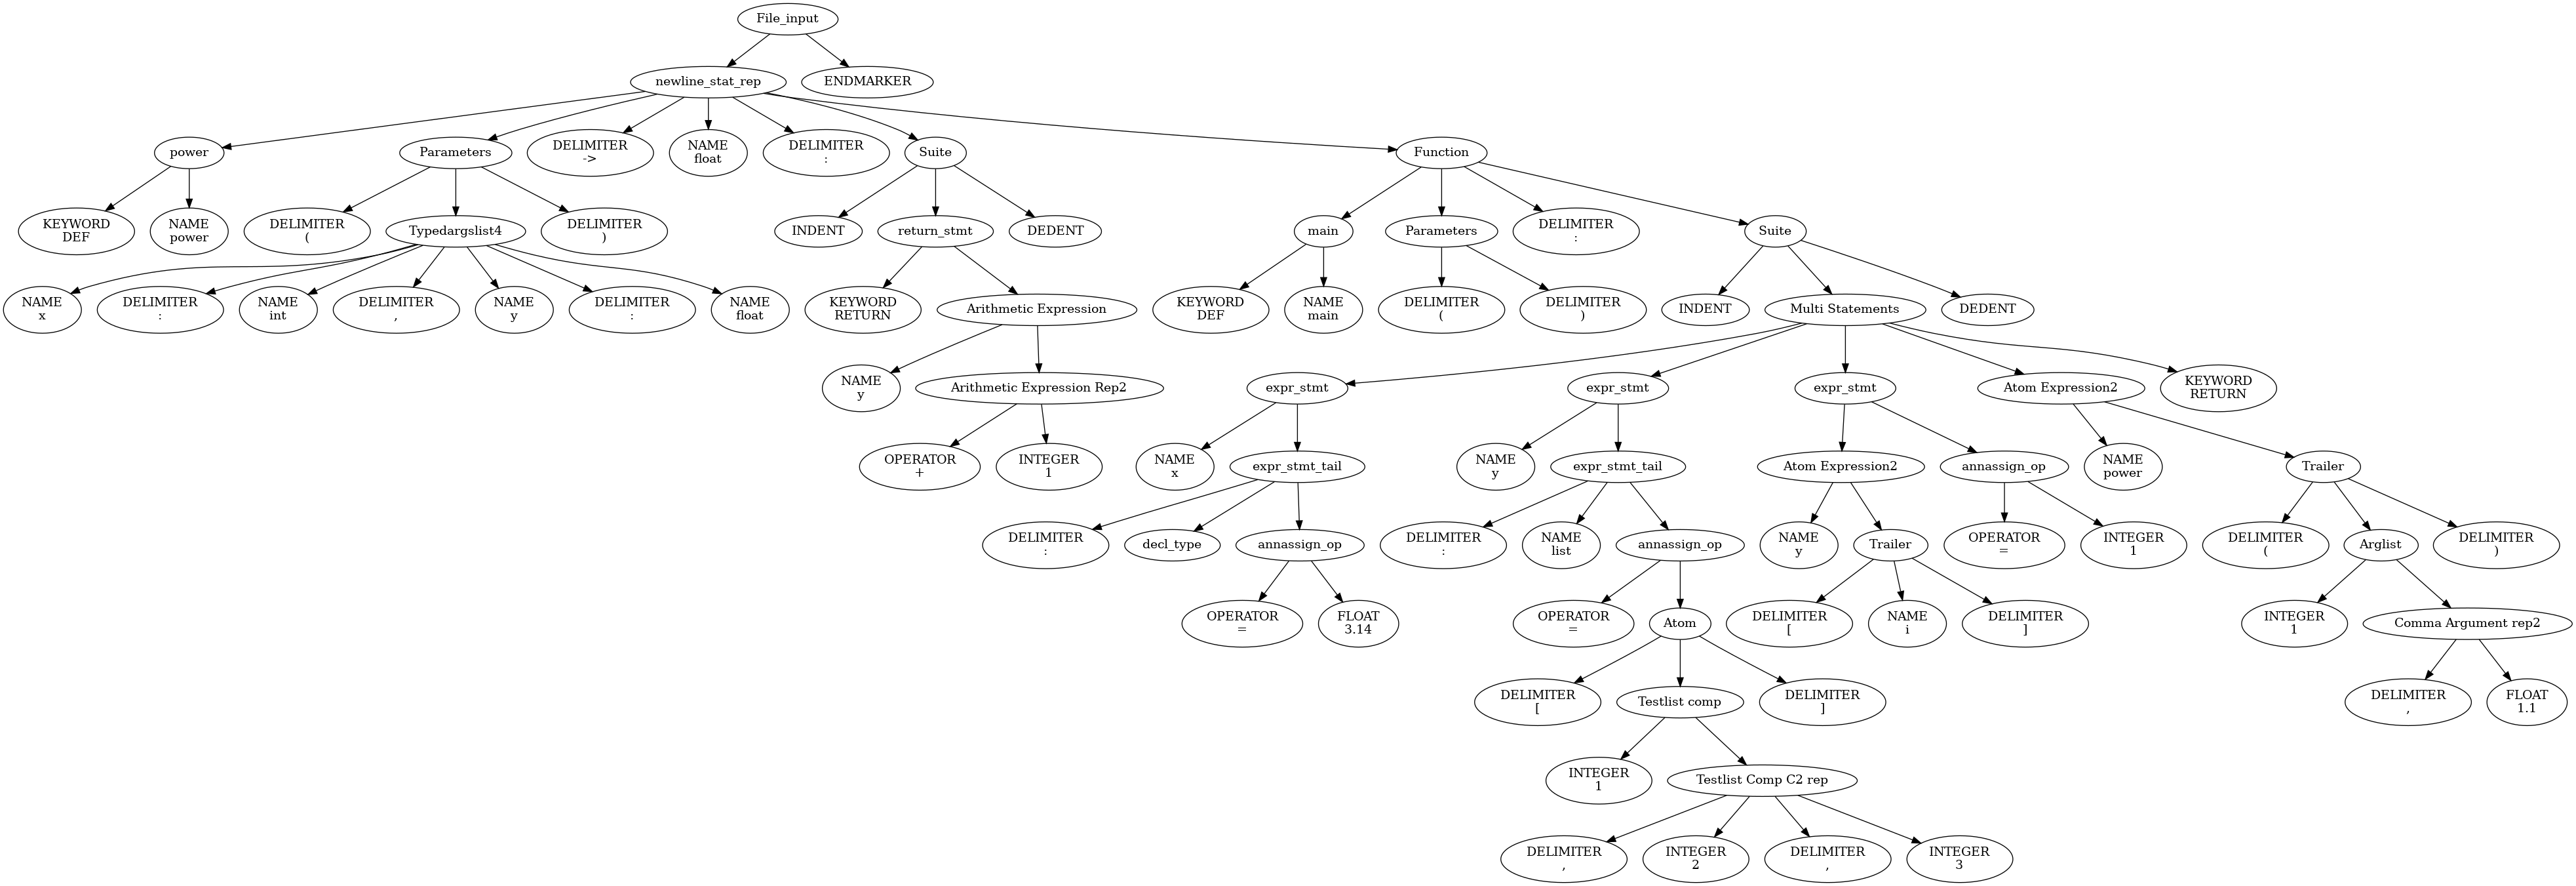 File_input
newline_stat_rep
ENDMARKER
power
Parameters
DELIMITER
->
NAME
float
DELIMITER
:
Suite
Function
KEYWORD
DEF
NAME
power
DELIMITER
(
Typedargslist4
DELIMITER
)
INDENT
return_stmt
DEDENT
main
Parameters
DELIMITER
:
Suite
NAME
x
DELIMITER
:
NAME
int
DELIMITER
,
NAME
y
DELIMITER
:
NAME
float
KEYWORD
RETURN
Arithmetic Expression
KEYWORD
DEF
NAME
main
DELIMITER
(
DELIMITER
)
INDENT
Multi Statements
DEDENT
NAME
y
Arithmetic Expression Rep2
expr_stmt
expr_stmt
expr_stmt
Atom Expression2
KEYWORD
RETURN
OPERATOR
+
INTEGER
1
NAME
x
expr_stmt_tail
NAME
y
expr_stmt_tail
Atom Expression2
annassign_op
NAME
power
Trailer
DELIMITER
:
decl_type
annassign_op
DELIMITER
:
NAME
list
annassign_op
NAME
y
Trailer
OPERATOR
=
INTEGER
1
DELIMITER
(
Arglist
DELIMITER
)
OPERATOR
=
FLOAT
3.14
OPERATOR
=
Atom
DELIMITER
[
NAME
i
DELIMITER
]
INTEGER
1
Comma Argument rep2
DELIMITER
[
Testlist comp
DELIMITER
]
DELIMITER
,
FLOAT
1.1
INTEGER
1
Testlist Comp C2 rep
DELIMITER
,
INTEGER
2
DELIMITER
,
INTEGER
3